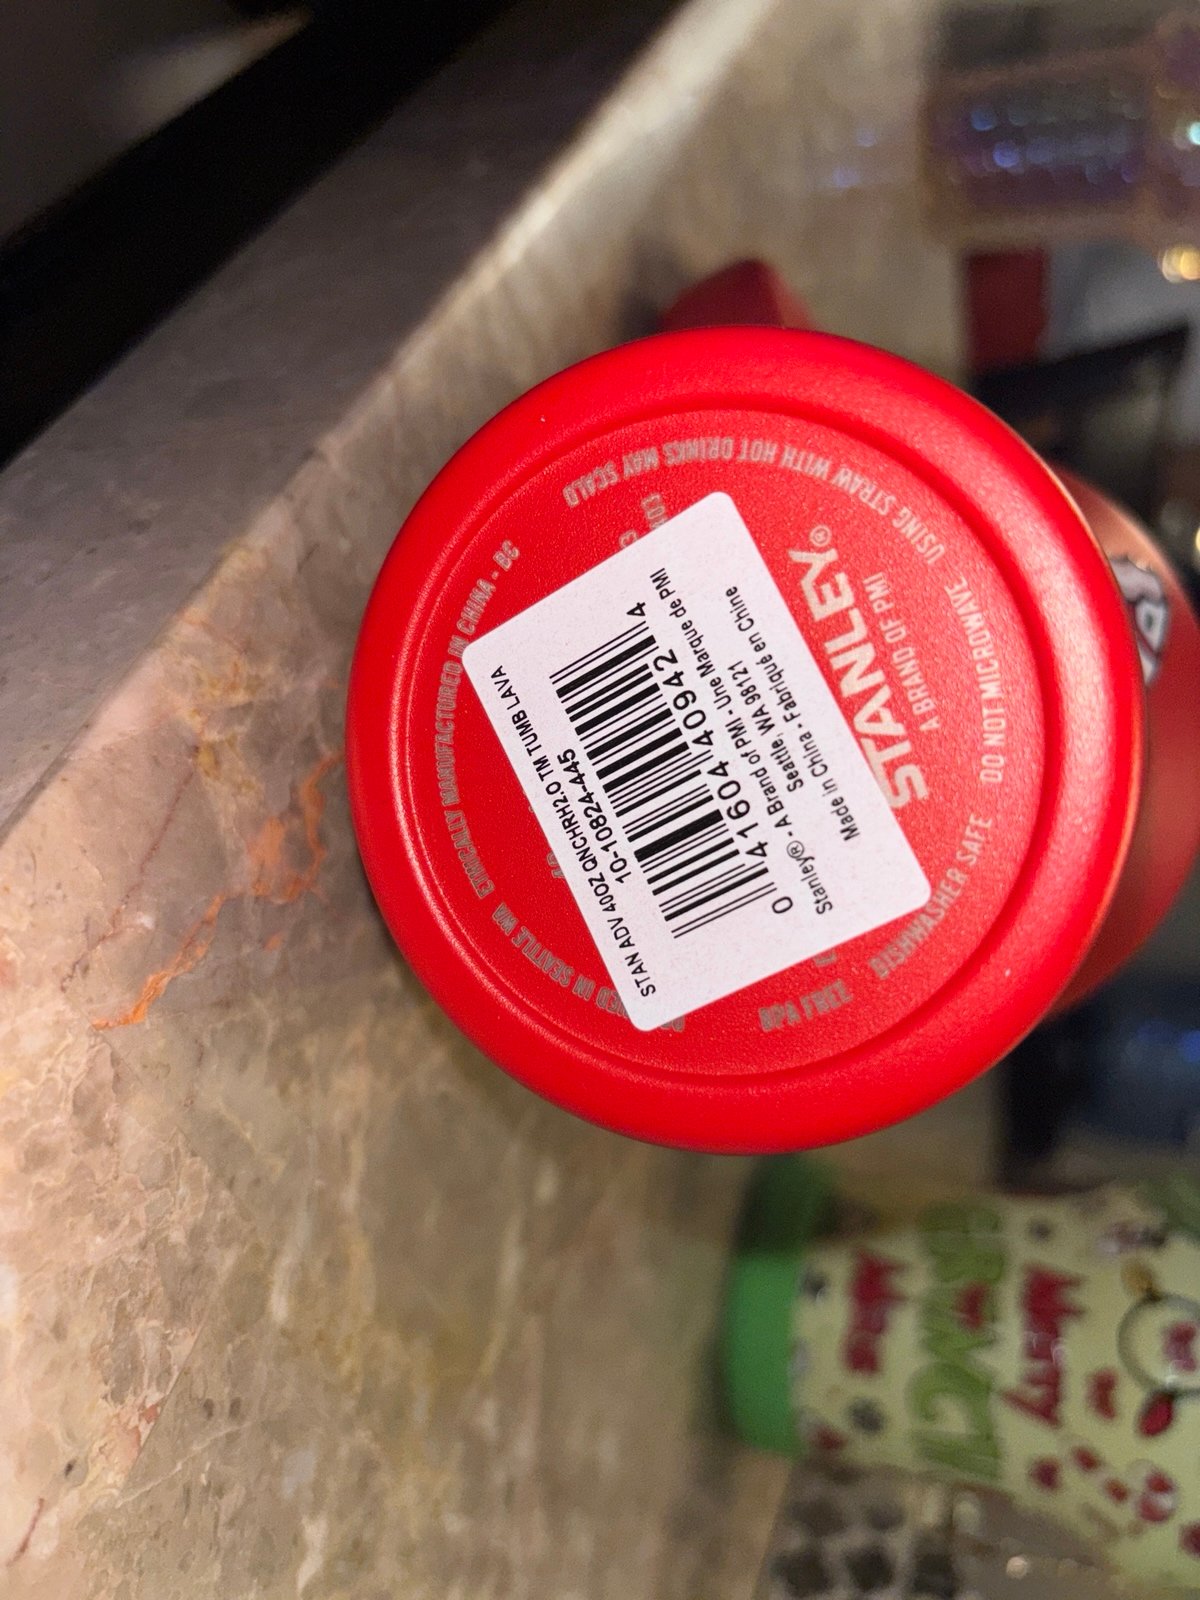 STAN ADV 40OZ QNCHRH2.0 TM TUMB LAVA
10-10824-445
0 41604 40942 4
Stanley® - A Brand of PMI - Une Marque de PMI
Seattle, WA 98121
Made in China - Fabriqué en Chine
STANLEY®
A BRAND OF PMI
IN SEATTLE WA ETHICALLY MANUFACTURED IN CHINA - BC
USING STRAW WITH HOT DRINKS MAY SCALD
DO NOT MICROWAVE
DISHWASHER SAFE
BPA FREE
Merry
GRINCH